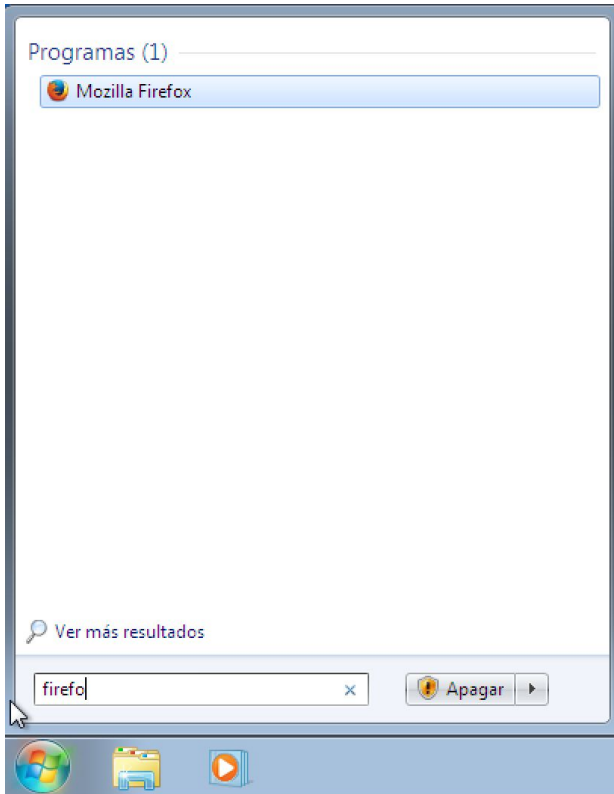 Programas (1)
Mozilla Firefox
Ver más resultados
firefo
Apagar